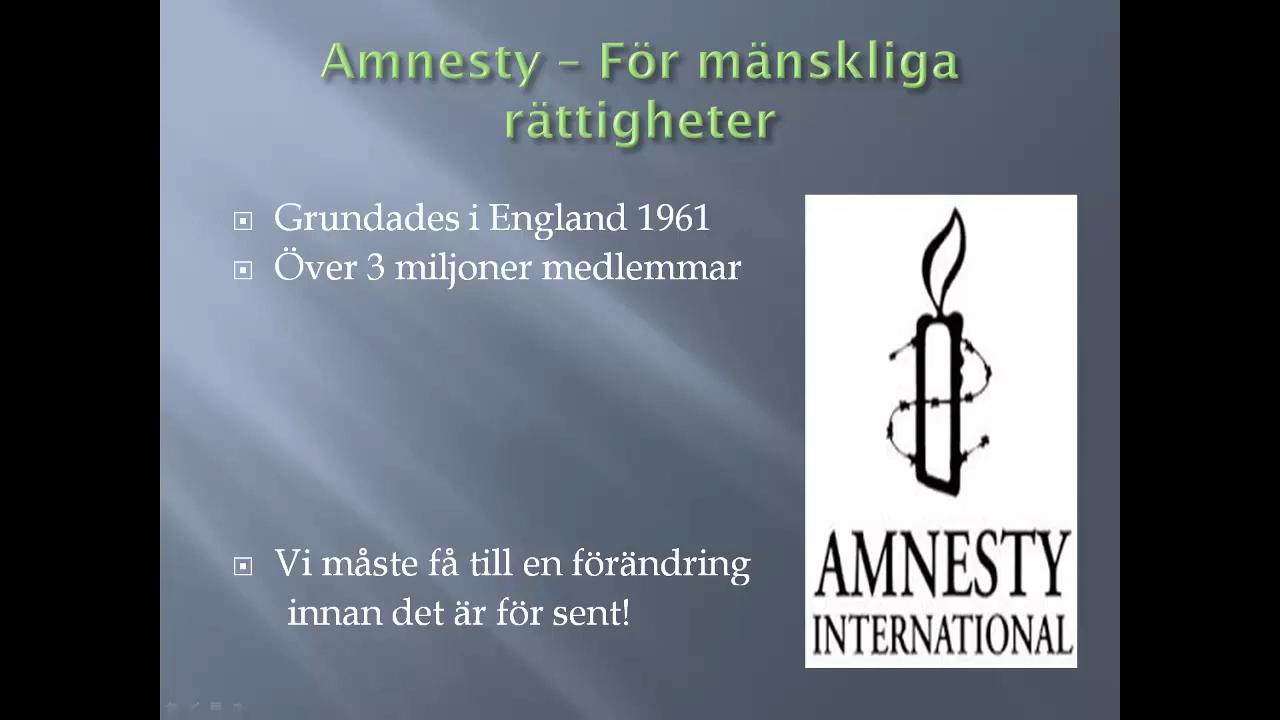 Amnesty – För mänskliga
rättigheter
Grundades i England 1961
Över 3 miljoner medlemmar
Vi måste få till en förändring
innan det är för sent!
AMNESTY
INTERNATIONAL